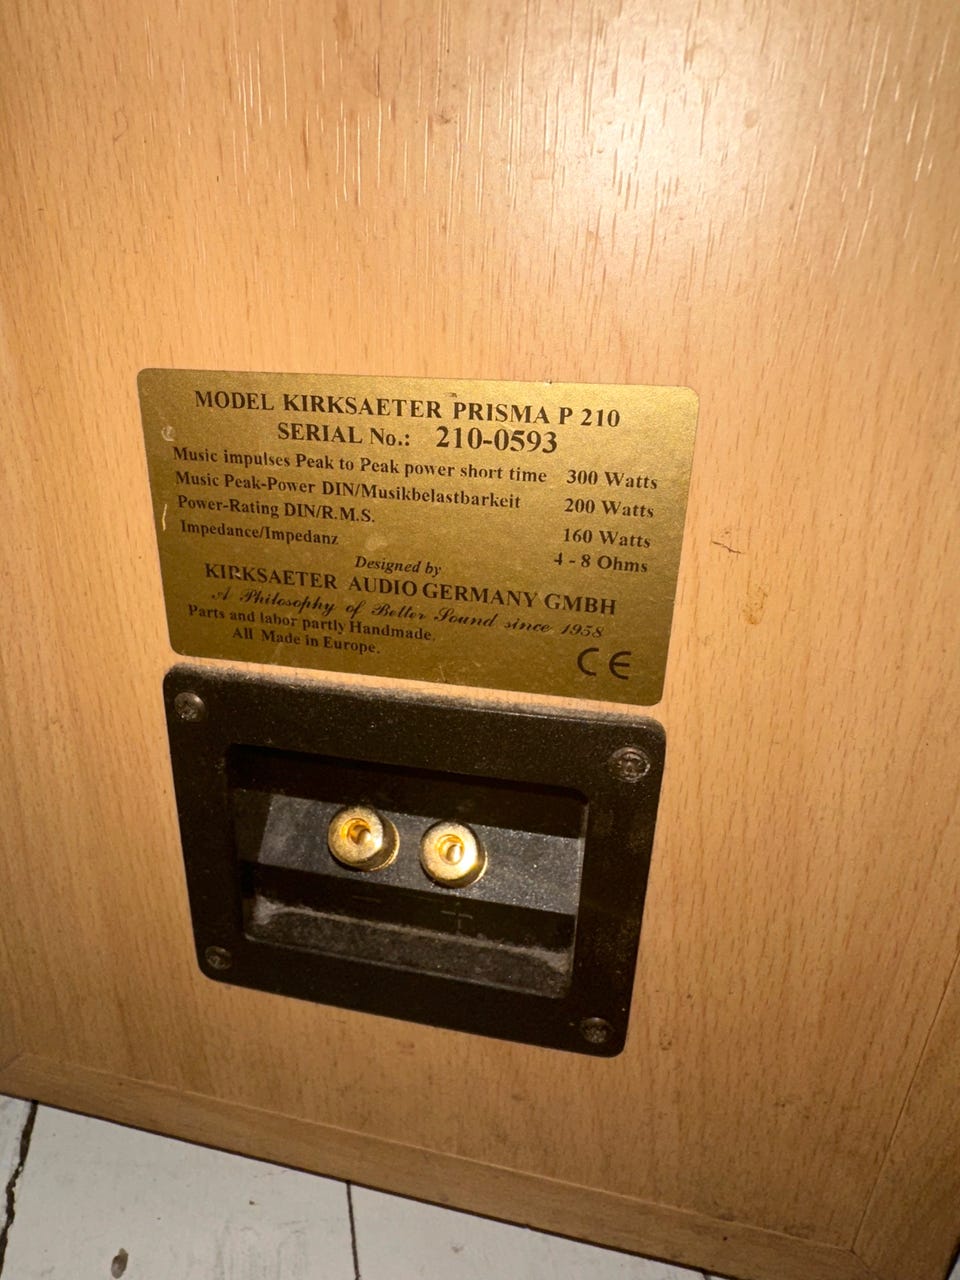 MODEL KIRKSAETER PRISMA P 210
SERIAL No.: 210-0593
Music impulses Peak to Peak power short time 300 Watts
Music Peak-Power DIN/Musikbelastbarkeit 200 Watts
Power-Rating DIN/R.M.S. 160 Watts
Impedance/Impedanz 4 - 8 Ohms
Designed by
KIRKSAETER AUDIO GERMANY GMBH
A Philosophy of Better Sound since 1958
Parts and labor partly Handmade.
All Made in Europe.
CE
- +